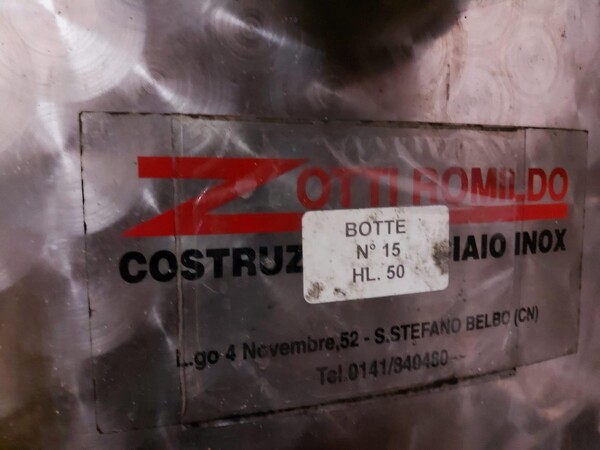 ZOTTI ROMILDO
COSTRUZ IAIO INOX
BOTTE
N° 15
HL. 50
L.go 4 Novembre,52 - S.STEFANO BELBO (CN)
Tel.0141/840480